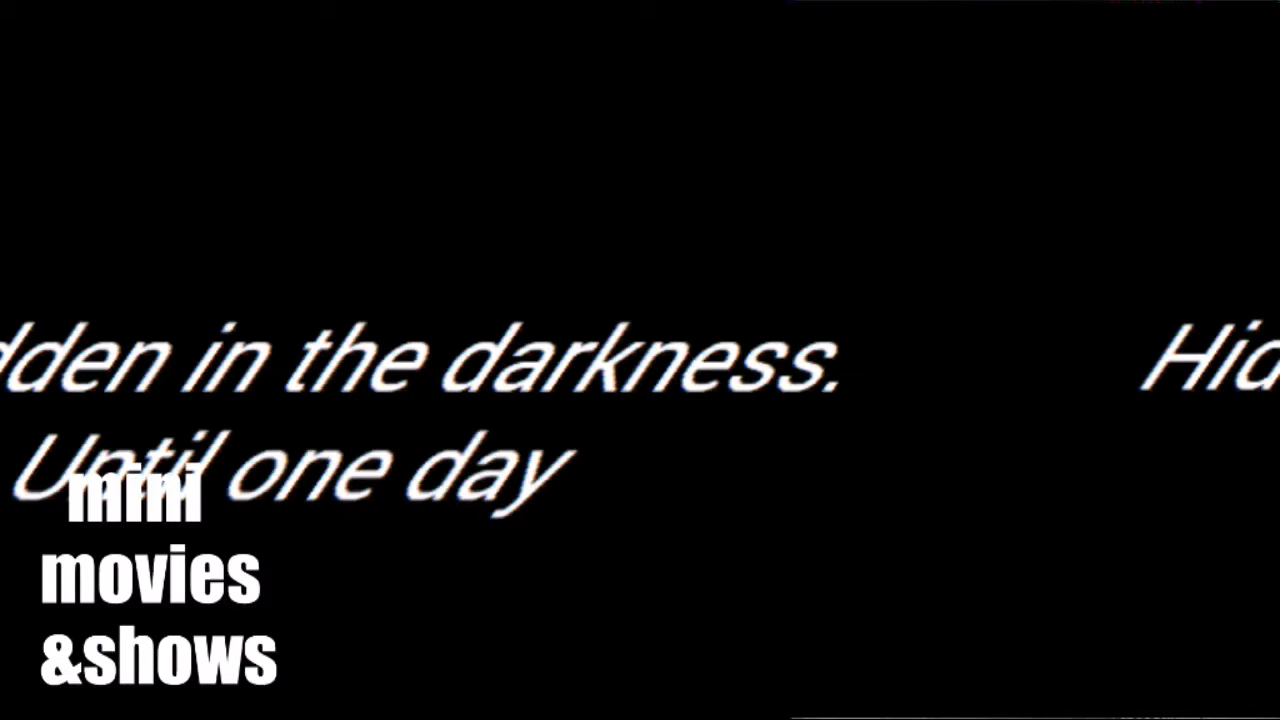 dden in the darkness. Hid
Until one day
mini
movies
&shows